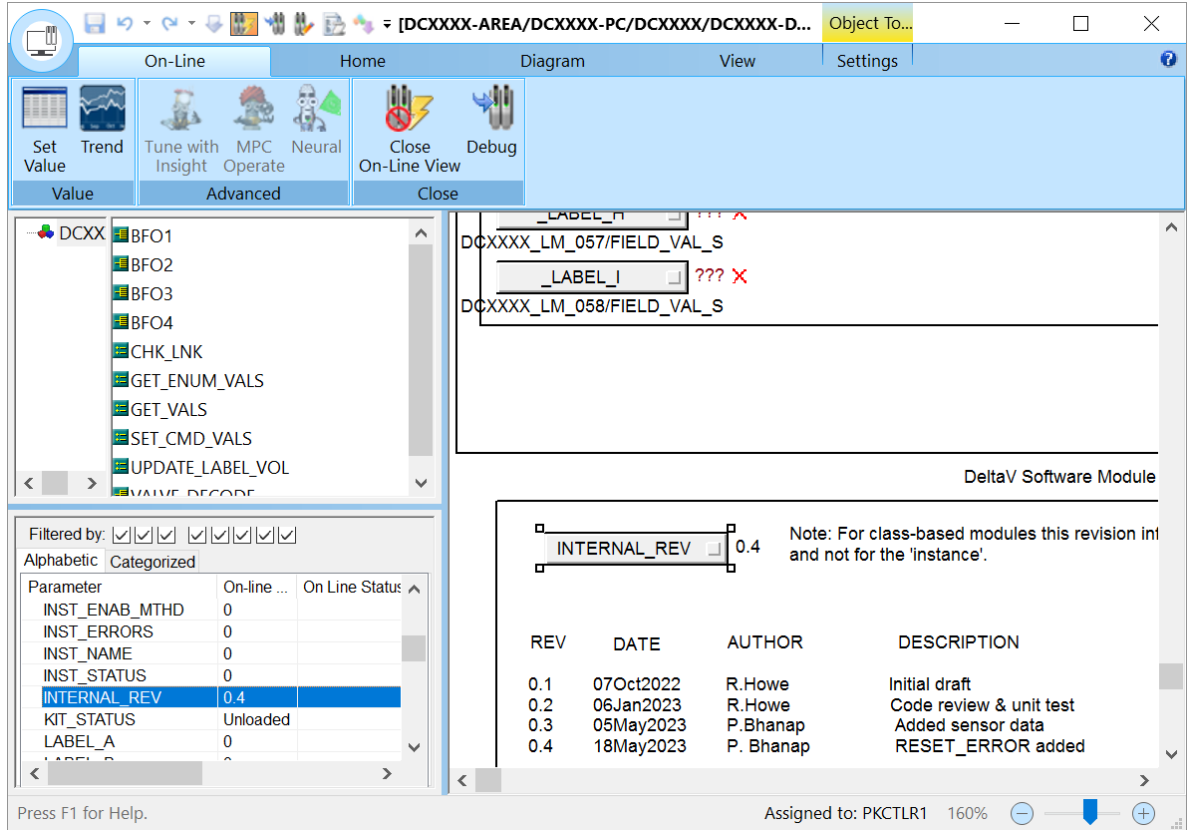 [DCXXXX-AREA/DCXXXX-PC/DCXXXX/DCXXXX-D...
Object To...
On-Line Home Diagram View Settings
Set Value
Trend
Tune with Insight
MPC Operate
Neural
Close On-Line View
Debug
Value Advanced Close
DCXX
BFO1
BFO2
BFO3
BFO4
CHK_LNK
GET_ENUM_VALS
GET_VALS
SET_CMD_VALS
UPDATE_LABEL_VOL
VALVE_DECODE
_LABEL_H ???
DCXXXX_LM_057/FIELD_VAL_S
_LABEL_I ???
DCXXXX_LM_058/FIELD_VAL_S
DeltaV Software Module
Filtered by:
Alphabetic Categorized
Parameter On-line ... On Line Status
INST_ENAB_MTHD 0
INST_ERRORS 0
INST_NAME 0
INST_STATUS 0
INTERNAL_REV 0.4
KIT_STATUS Unloaded
LABEL_A 0
INTERNAL_REV 0.4
Note: For class-based modules this revision inf
and not for the 'instance'.
REV DATE AUTHOR DESCRIPTION
0.1 07Oct2022 R.Howe Initial draft
0.2 06Jan2023 R.Howe Code review & unit test
0.3 05May2023 P.Bhanap Added sensor data
0.4 18May2023 P. Bhanap RESET_ERROR added
Press F1 for Help.
Assigned to: PKCTLR1 160%